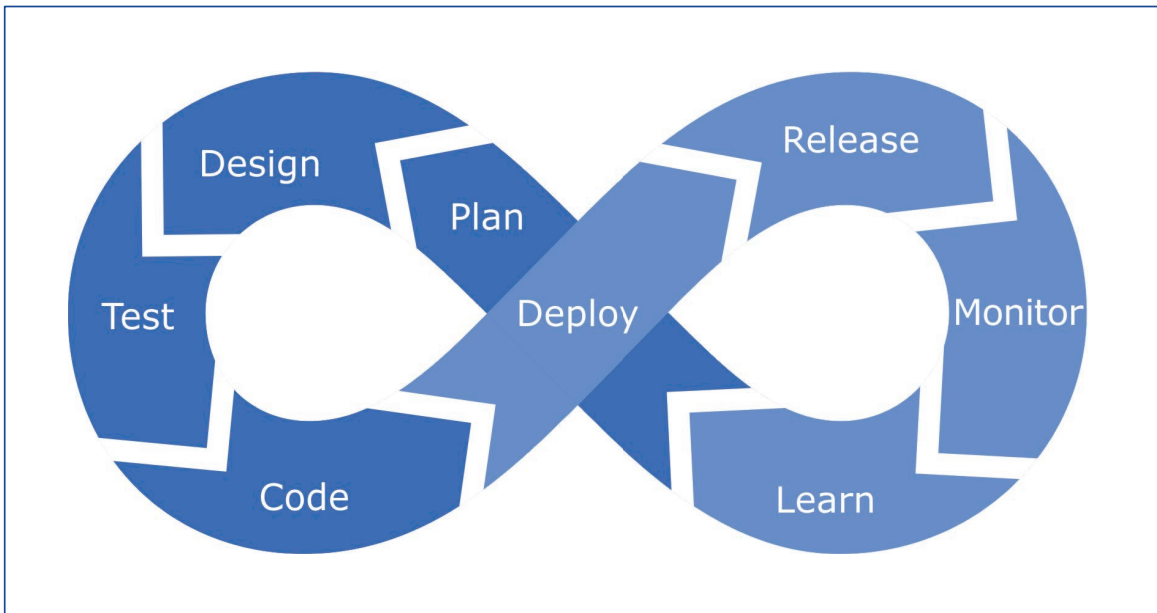 Design
Release
Plan
Test
Deploy
Monitor
Code
Learn